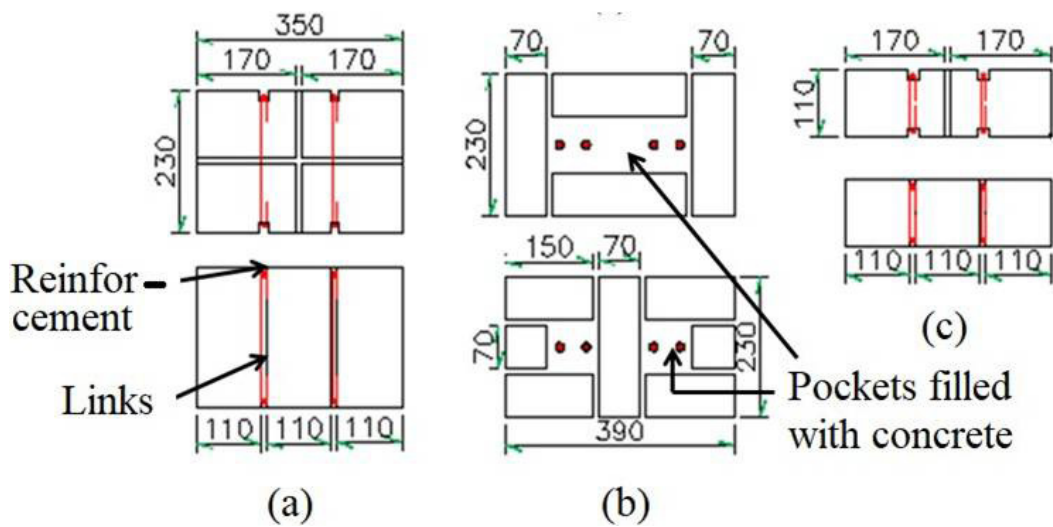 350
170 170
230
Reinfor-
cement
Links
110 110 110
(a)
70 70
230
150 70
70
230
390
(b)
170 170
110
110 110 110
(c)
Pockets filled
with concrete